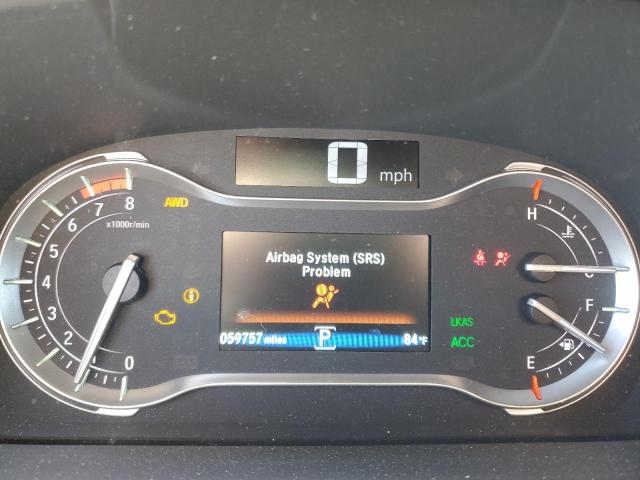 0 mph
8
7
6
5
4
3
2
1
0
x1000r/min
AWD
Airbag System (SRS)
Problem
059757 miles
P
84°F
LKAS
ACC
H
C
F
E